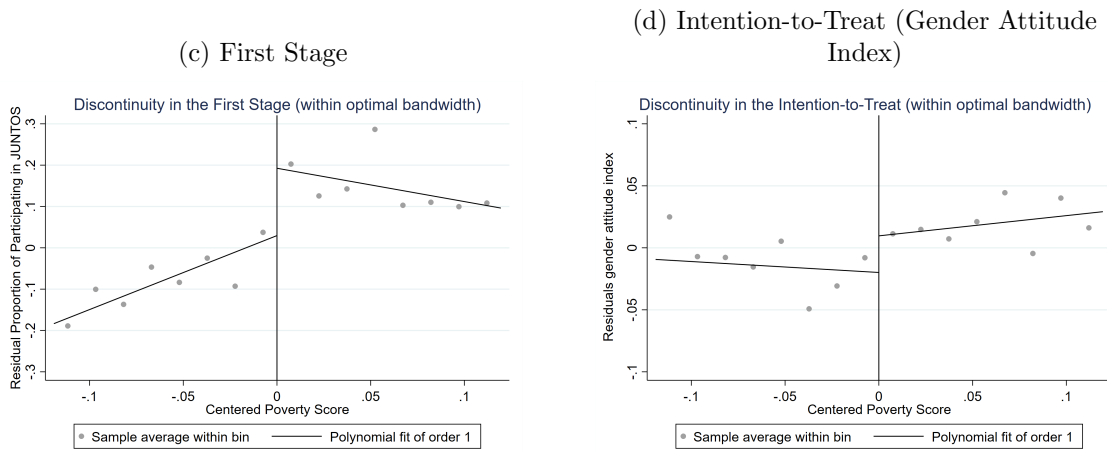 (c) First Stage
Discontinuity in the First Stage (within optimal bandwidth)
Residual Proportion of Participating in JUNTOS
.3
.2
.1
0
-.1
-.2
-.3
-.1
-.05
0
.05
.1
Centered Poverty Score
Sample average within bin
Polynomial fit of order 1
(d) Intention-to-Treat (Gender Attitude
Index)
Discontinuity in the Intention-to-Treat (within optimal bandwidth)
Residuals gender attitude index
.1
.05
0
-.05
-.1
-.1
-.05
0
.05
.1
Centered Poverty Score
Sample average within bin
Polynomial fit of order 1